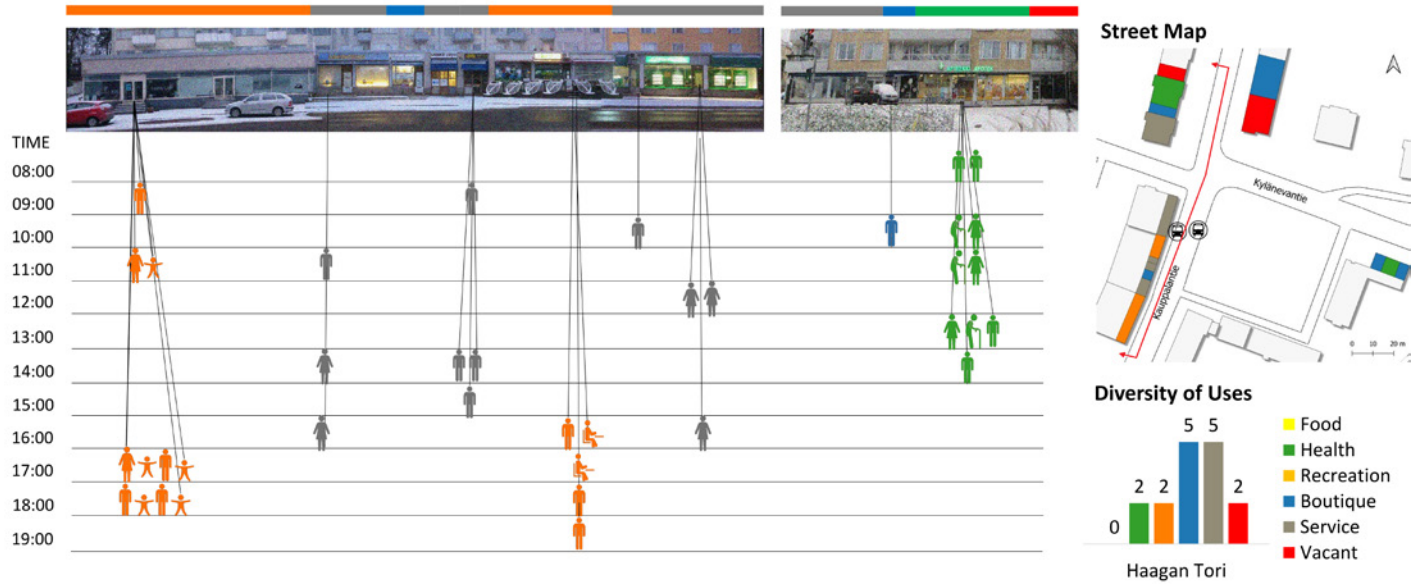 TIME
08:00
09:00
10:00
11:00
12:00
13:00
14:00
15:00
16:00
17:00
18:00
19:00
Street Map
Kylänevantie
Kauppalantie
0 10 20 m
Diversity of Uses
0 2 2 5 5 2
Haagan Tori
Food
Health
Recreation
Boutique
Service
Vacant